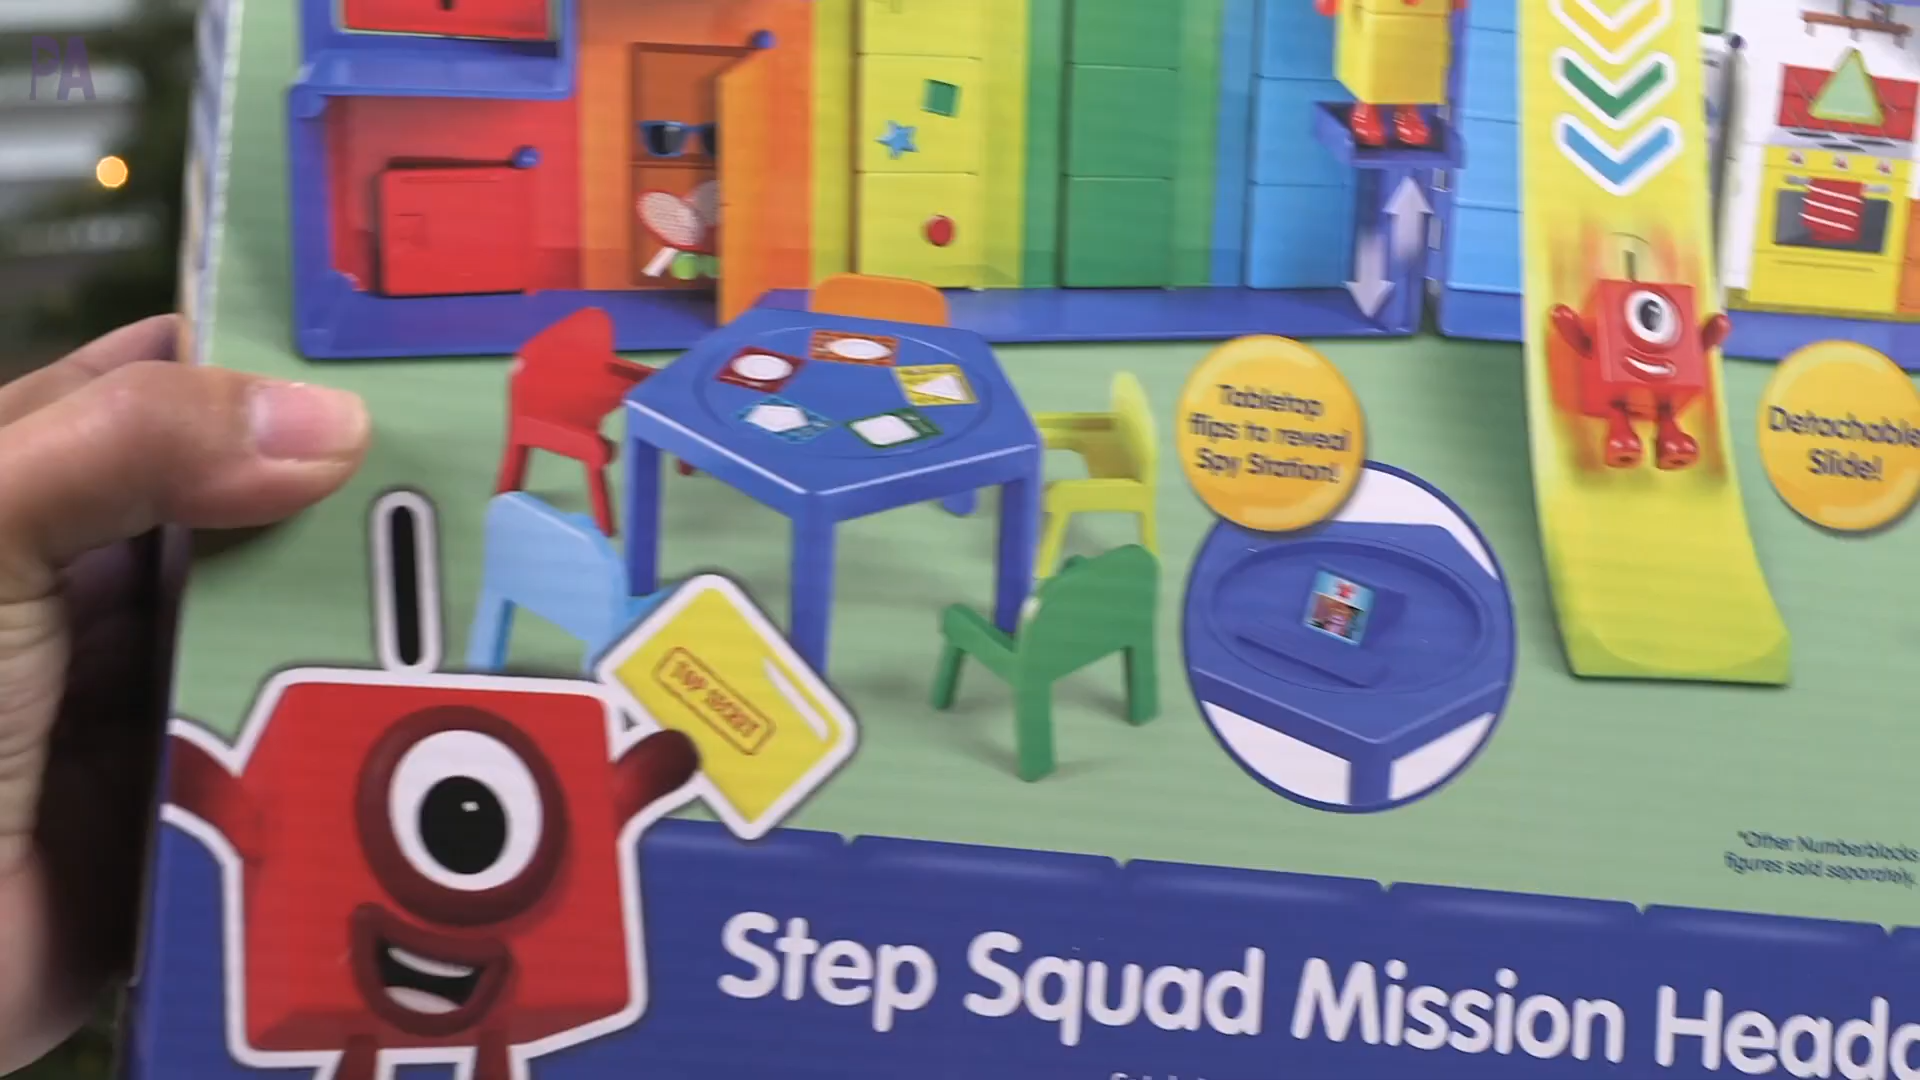 PA
Tabletop
flips to reveal
Spy Station!
Detachable
Slide!
TOP SECRET
*Other Numberblocks
figures sold separately.
Step Squad Mission Headq